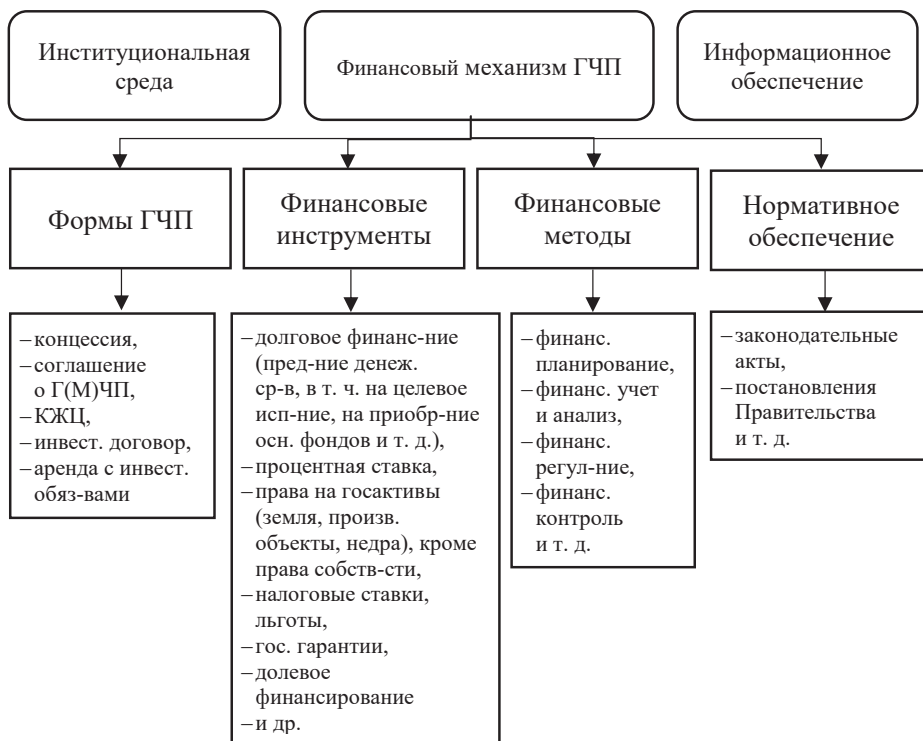 Институциональная
среда
Финансовый механизм ГЧП
Информационное
обеспечение
Формы ГЧП
Финансовые
инструменты
Финансовые
методы
Нормативное
обеспечение
–концессия,
–соглашение
о Г(М)ЧП,
–КЖЦ,
–инвест. договор,
–аренда с инвест.
обяз-вами
–долговое финанс-ние
(пред-ние денеж.
ср-в, в т. ч. на целевое
исп-ние, на приобр-ние
осн. фондов и т. д.),
–процентная ставка,
–права на госактивы
(земля, произв.
объекты, недра), кроме
права собств-сти,
–налоговые ставки,
льготы,
–гос. гарантии,
–долевое
финансирование
–и др.
–финанс.
планирование,
–финанс. учет
и анализ,
–финанс.
регул-ние,
–финанс.
контроль
и т. д.
–законодательные
акты,
–постановления
Правительства
и т. д.